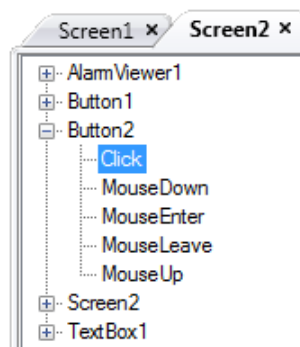 Screen1 × Screen2 ×
AlarmViewer1
Button1
Button2
Click
MouseDown
MouseEnter
MouseLeave
MouseUp
Screen2
TextBox1